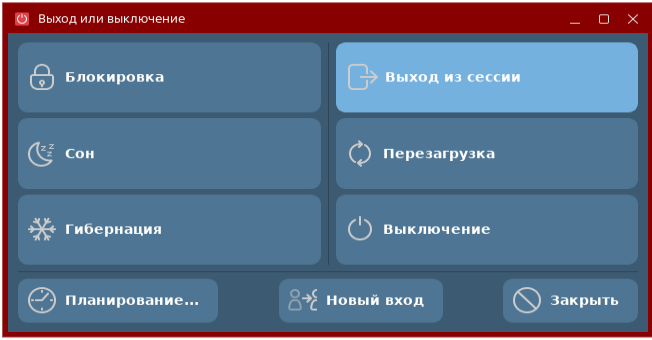 Выход или выключение
Блокировка
Выход из сессии
Сон
Перезагрузка
Гибернация
Выключение
Планирование...
Новый вход
Закрыть